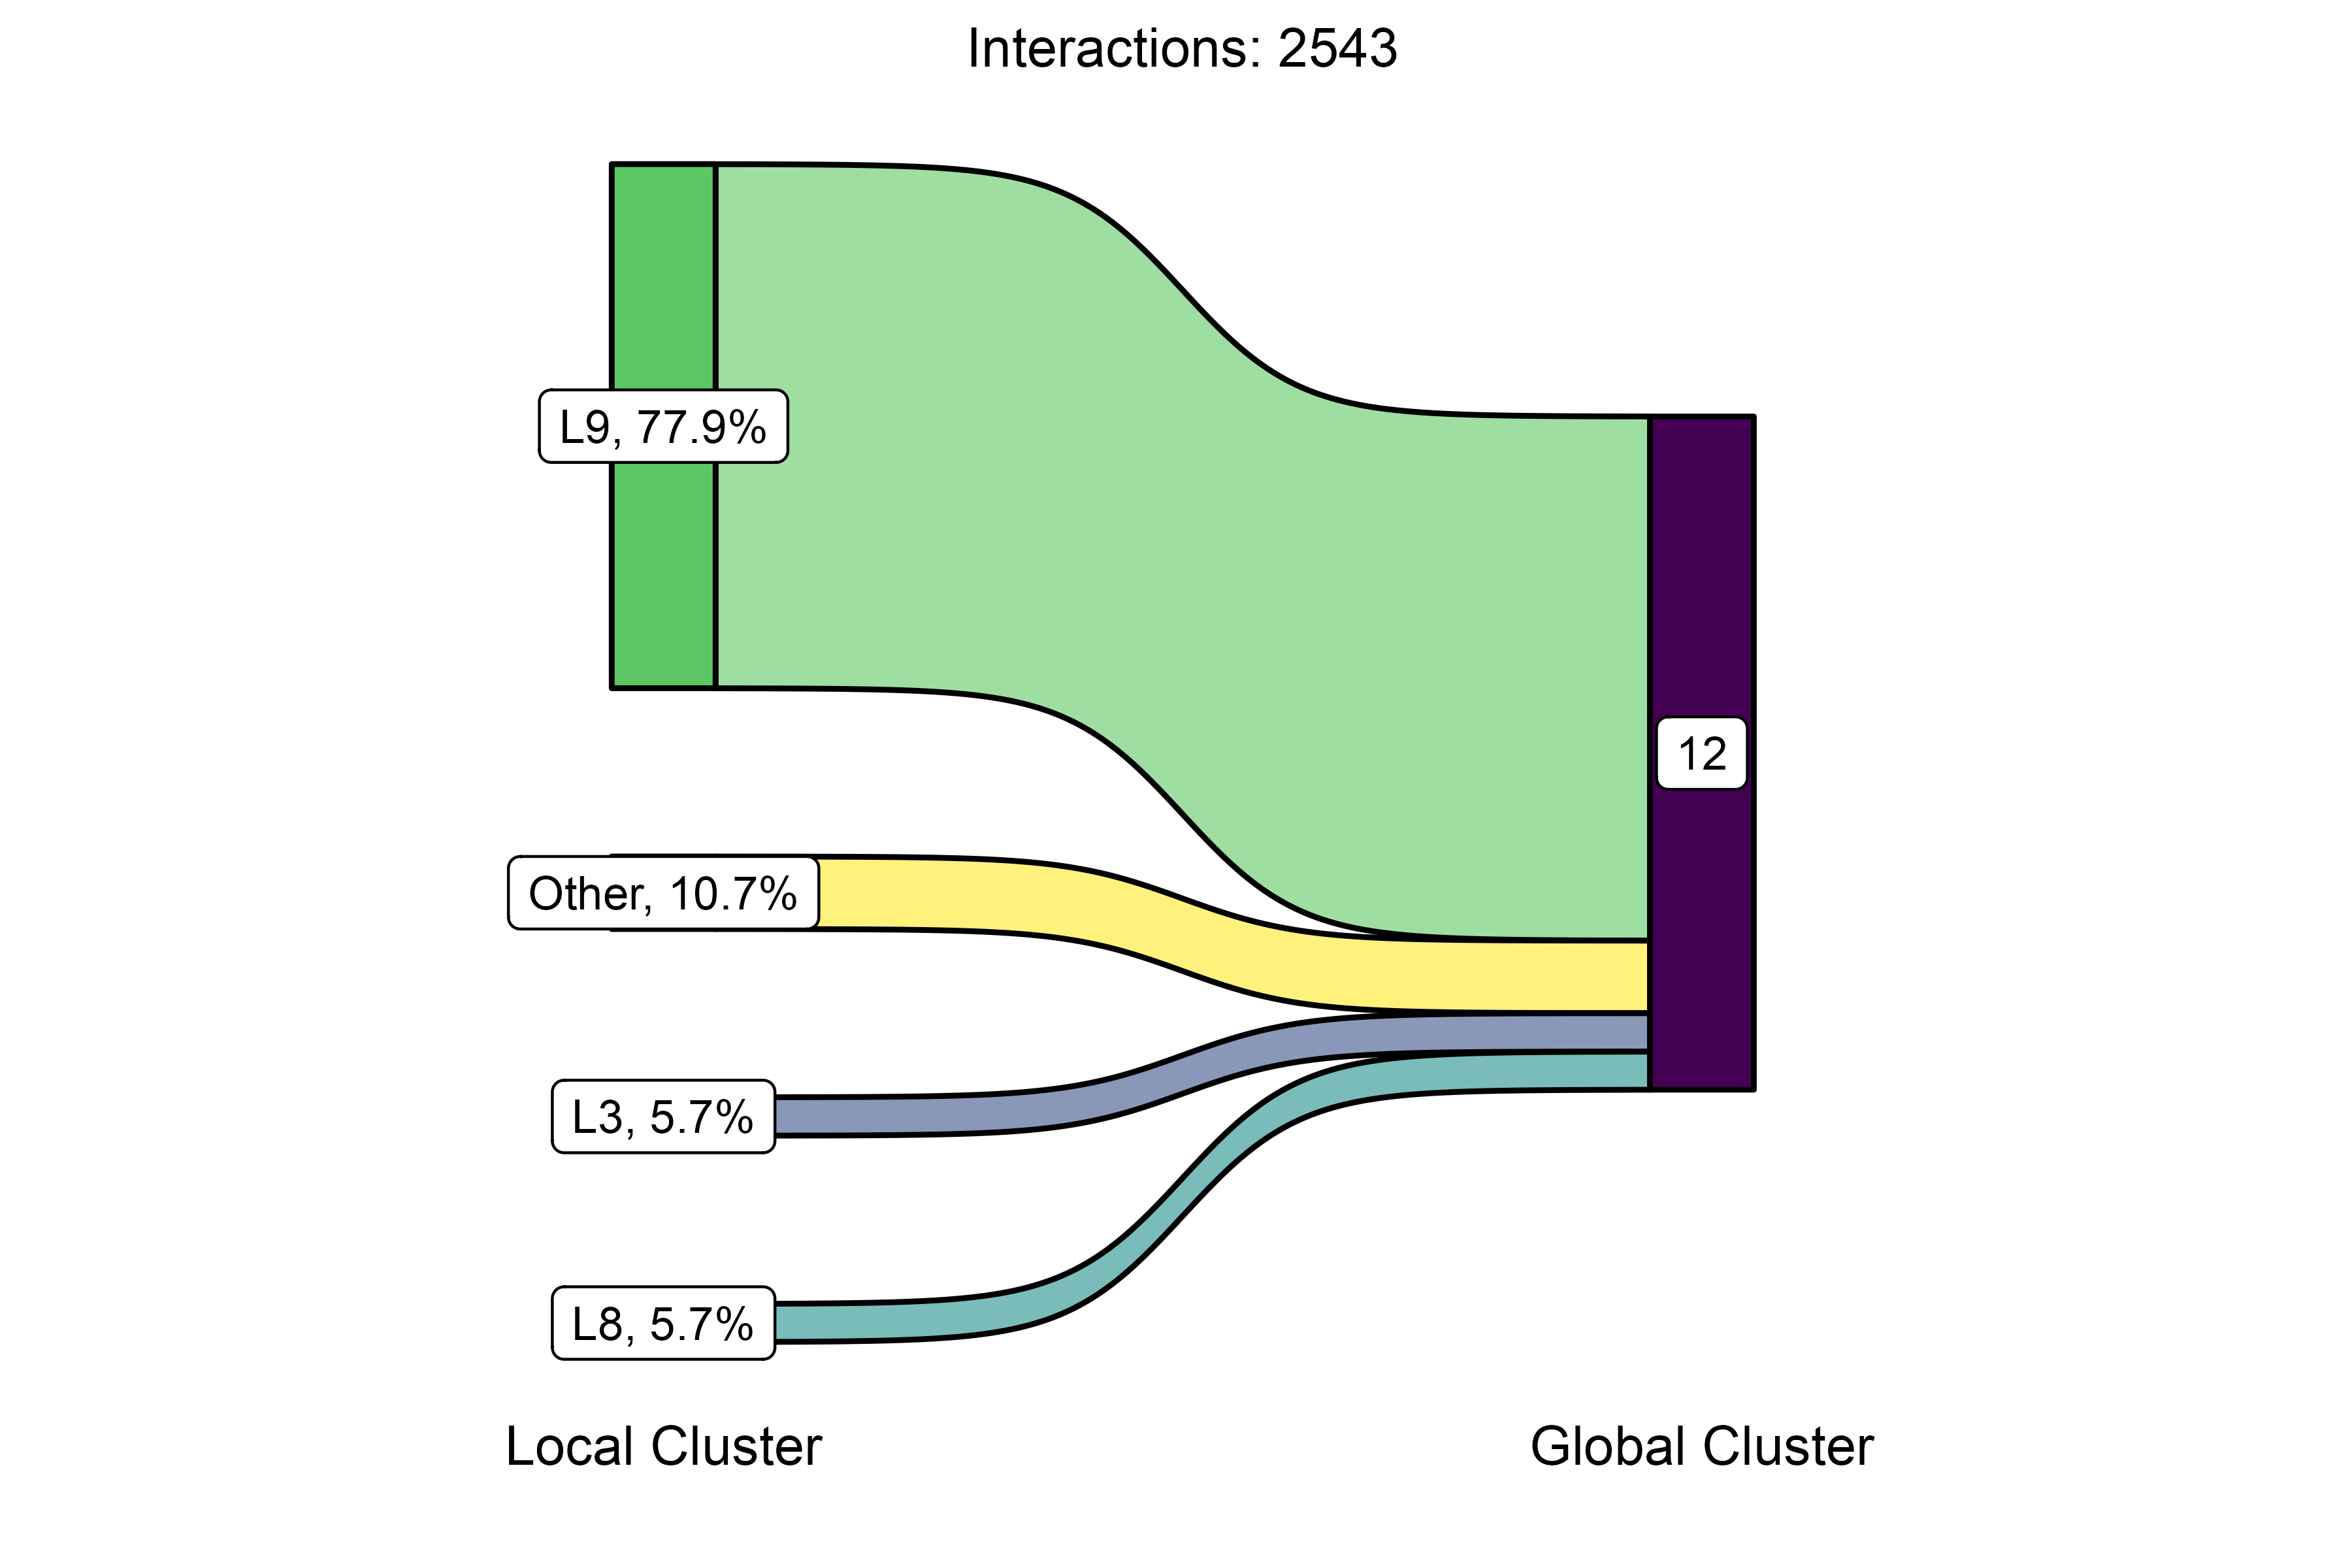 Interactions: 2543
L9, 77.9%
12
Other, 10.7%
L3, 5.7%
L8, 5.7%
Local Cluster
Global Cluster